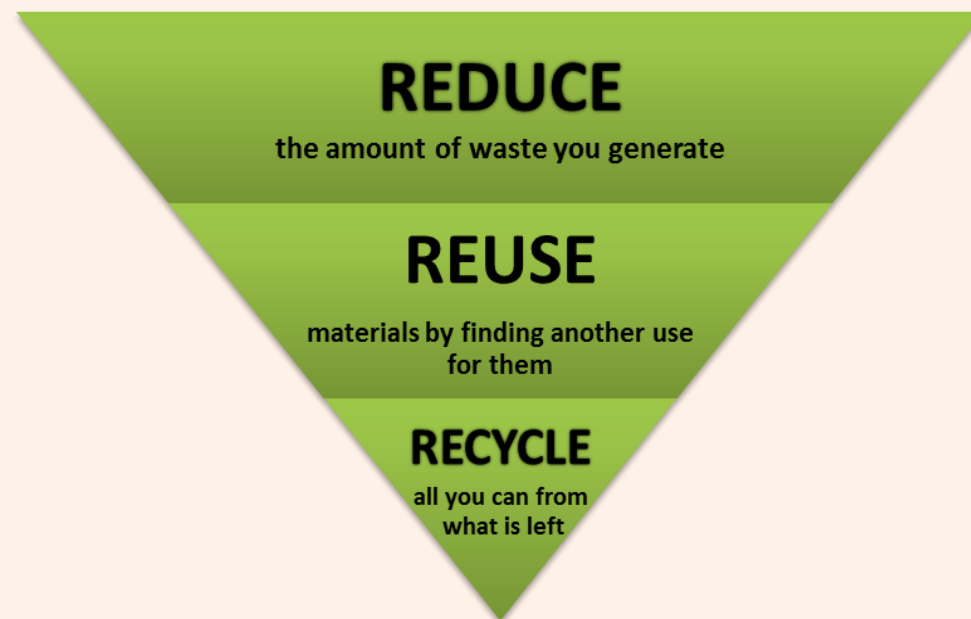 REDUCE
the amount of waste you generate
REUSE
materials by finding another use
for them
RECYCLE
all you can from
what is left